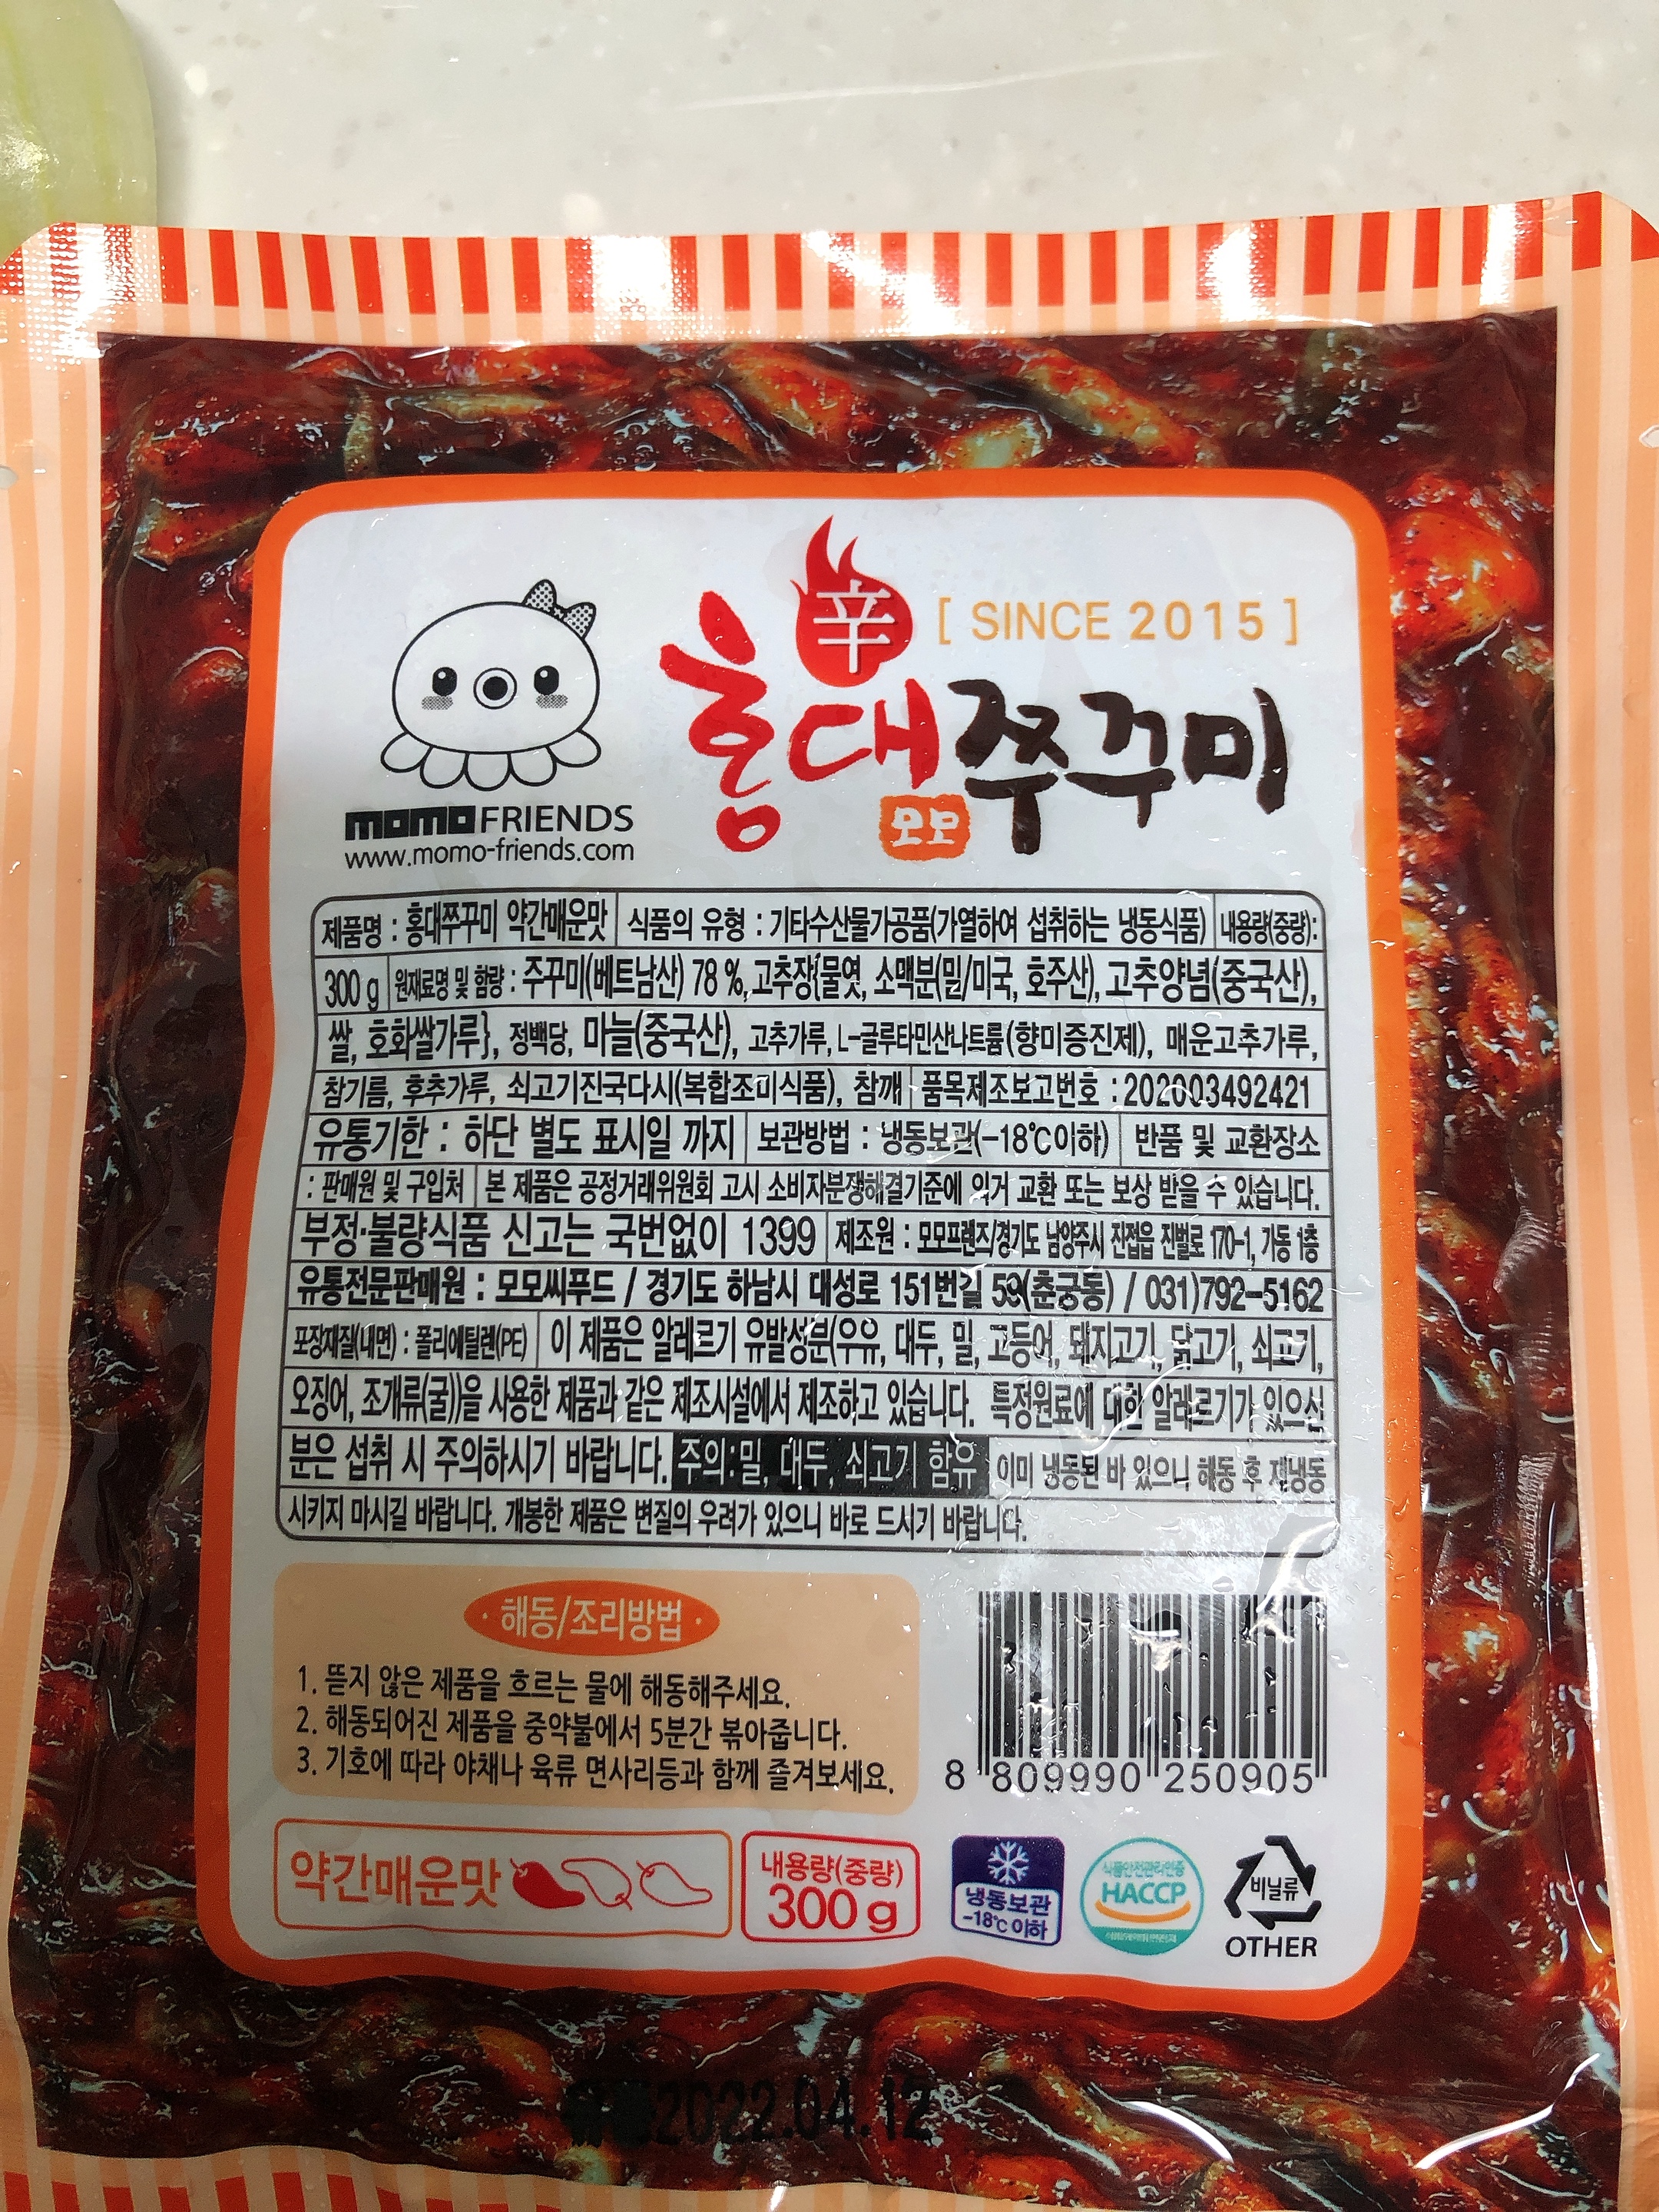 辛
[ SINCE 2015 ]
홍대쭈꾸미
모모
momo FRIENDS
www.momo-friends.com
제품명 : 홍대쭈꾸미 약간매운맛 식품의 유형 : 기타수산물가공품(가열하여 섭취하는 냉동식품) 내용량(중량):
300 g 원재료명 및 함량 : 주꾸미(베트남산) 78 %, 고추장{물엿, 소맥분(밀/미국, 호주산), 고추양념(중국산),
쌀, 호화쌀가루}, 정백당, 마늘(중국산), 고추가루, L-글루타민산나트륨(향미증진제), 매운고추가루,
참기름, 후추가루, 쇠고기진국다시(복합조미식품), 참깨 품목제조보고번호 : 202003492421
유통기한 : 하단 별도 표시일 까지 보관방법 : 냉동보관(-18℃이하) 반품 및 교환장소
: 판매원 및 구입처 본 제품은 공정거래위원회 고시 소비자분쟁해결기준에 의거 교환 또는 보상 받을 수 있습니다.
부정·불량식품 신고는 국번없이 1399 제조원 : 모모프렌즈/경기도 남양주시 진접읍 진벌로 170-1, 가동 1층
유통전문판매원 : 모모씨푸드 / 경기도 하남시 대성로 151번길 59(춘궁동) / 031)792-5162
포장재질(내면) : 폴리에틸렌(PE) 이 제품은 알레르기 유발성분(우유, 대두, 밀, 고등어, 돼지고기, 닭고기, 쇠고기,
오징어, 조개류(굴))을 사용한 제품과 같은 제조시설에서 제조하고 있습니다. 특정원료에 대한 알레르기가 있으신
분은 섭취 시 주의하시기 바랍니다. 주의:밀, 대두, 쇠고기 함유 이미 냉동된 바 있으니 해동 후 재냉동
시키지 마시길 바랍니다. 개봉한 제품은 변질의 우려가 있으니 바로 드시기 바랍니다.
· 해동/조리방법 ·
1. 뜯지 않은 제품을 흐르는 물에 해동해주세요.
2. 해동되어진 제품을 중약불에서 5분간 볶아줍니다.
3. 기호에 따라 야채나 육류 면사리등과 함께 즐겨보세요.
8 809990 250905
약간매운맛
내용량(중량)
300 g
냉동보관
-18℃ 이하
식품안전관리인증
HACCP
비닐류
OTHER
2022.04.12